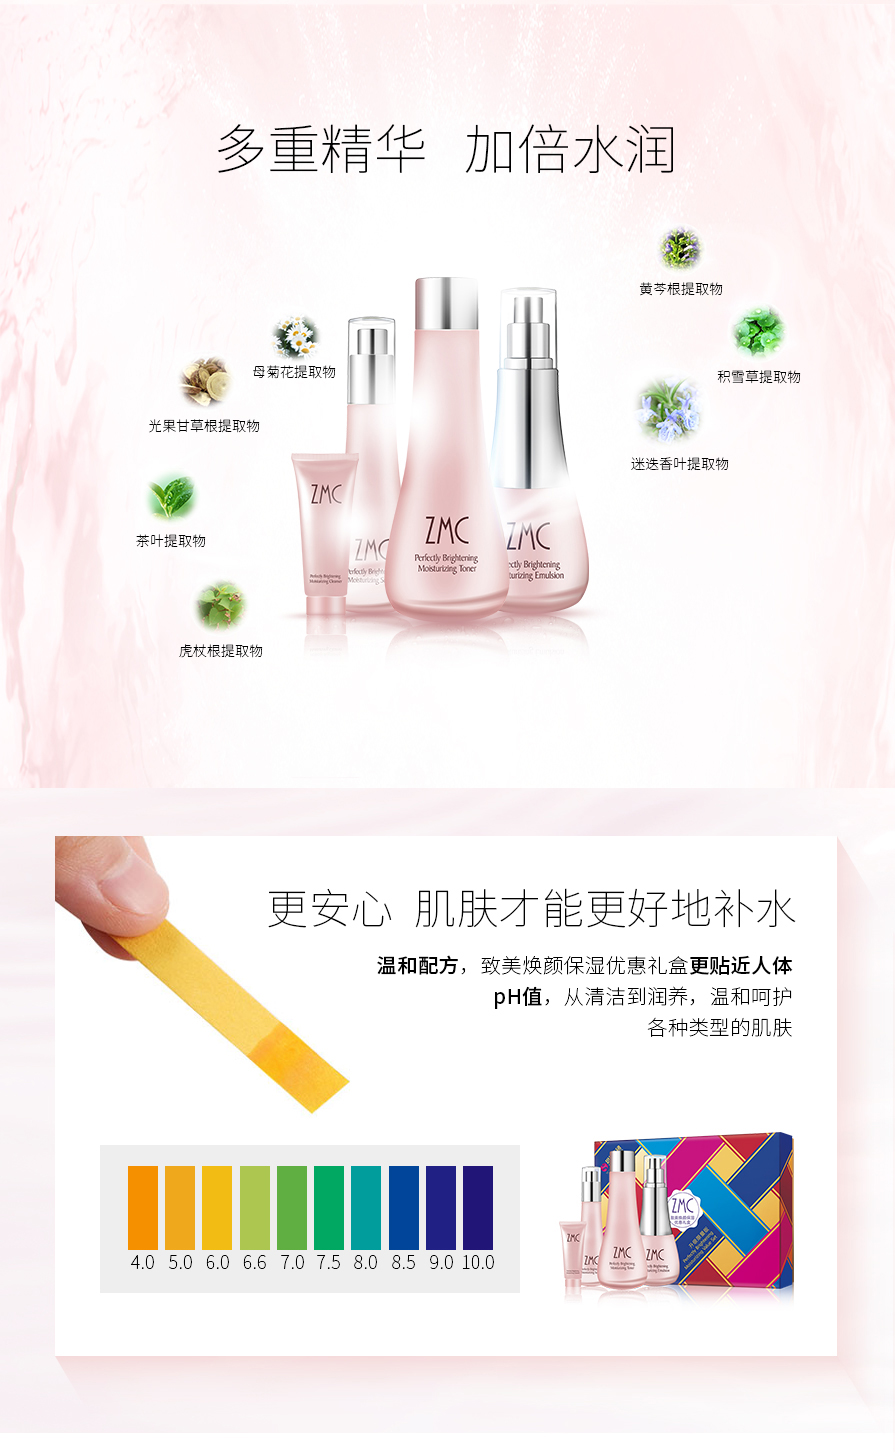 多重精华 加倍水润
黄芩根提取物
母菊花提取物
积雪草提取物
光果甘草根提取物
迷迭香叶提取物
茶叶提取物
虎杖根提取物
ZMC
Perfectly Brightening
Moisturizing Cleanser
ZMC
Perfectly Brightening
Moisturizing Toner
ZMC
Brightening
Emulsion
更安心 肌肤才能更好地补水
温和配方，致美焕颜保湿优惠礼盒更贴近人体
pH值，从清洁到润养，温和呵护
各种类型的肌肤
4.0 5.0 6.0 6.6 7.0 7.5 8.0 8.5 9.0 10.0
ZMC
ZMC
ZMC
ZMC
Perfectly Brightening
Moisturizing Value Set